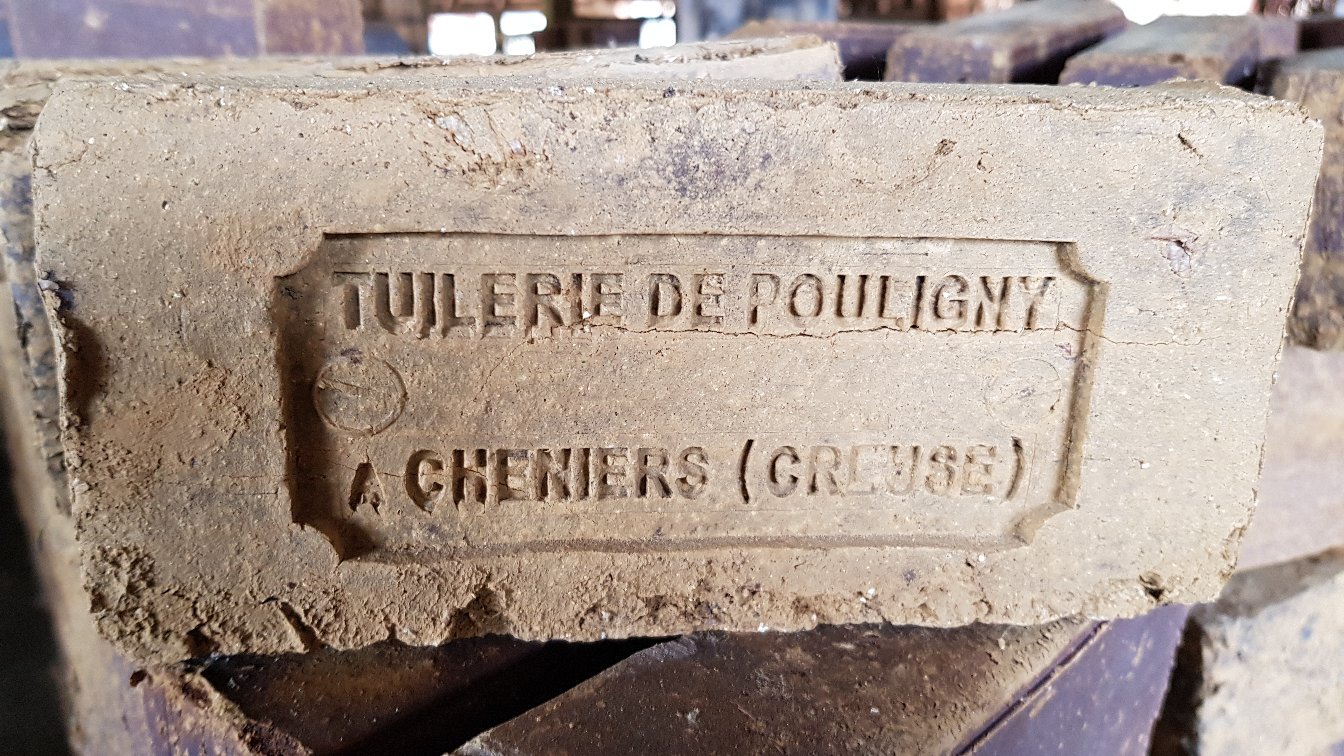 TUILERIE DE POULIGNY
A CHENIERS (CREUSE)